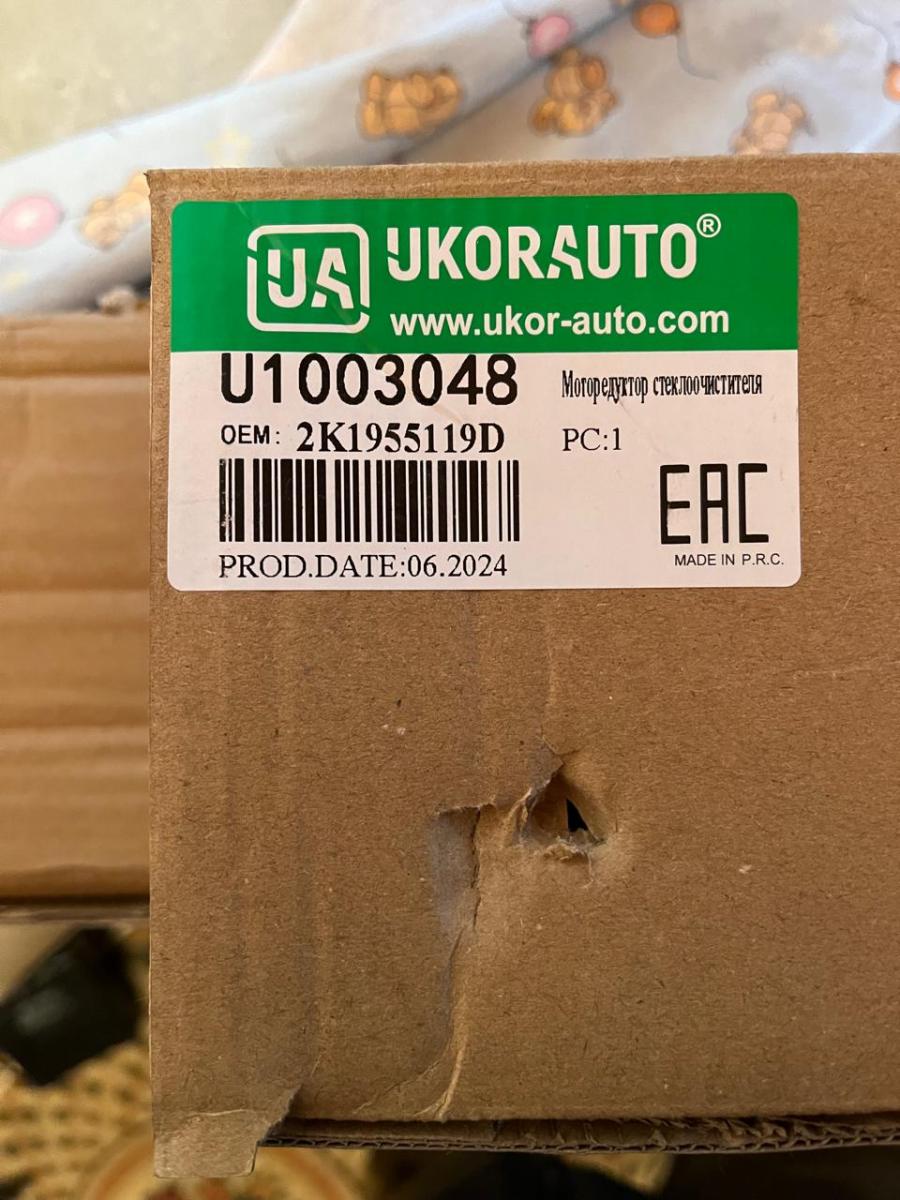 UA UKORAUTO®
www.ukor-auto.com
U1003048 Моторедуктор стеклоочистителя
OEM: 2K1955119D PC:1
EAC
PROD.DATE:06.2024 MADE IN P.R.C.